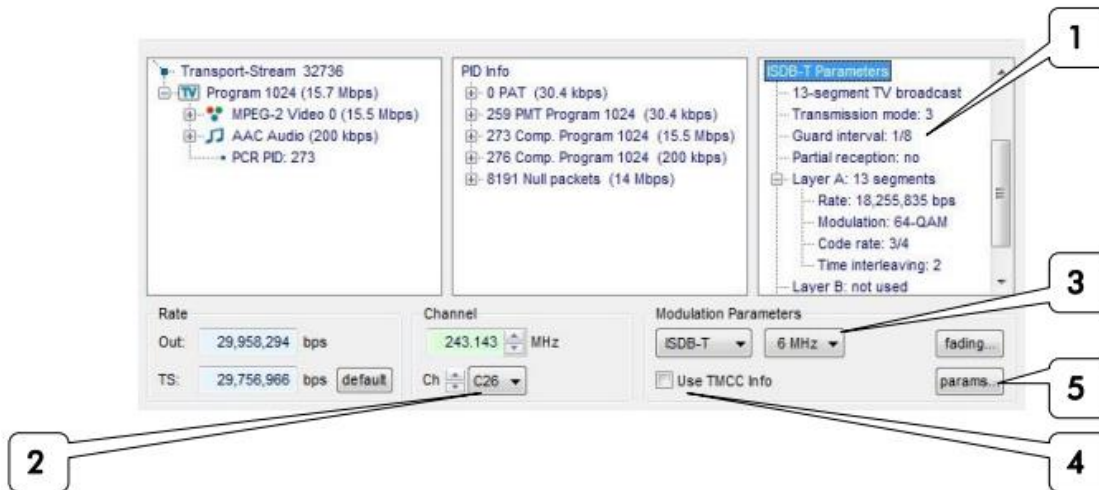 Transport-Stream 32736
TV Program 1024 (15.7 Mbps)
MPEG-2 Video 0 (15.5 Mbps)
AAC Audio (200 kbps)
PCR PID: 273
PID Info
0 PAT (30.4 kbps)
259 PMT Program 1024 (30.4 kbps)
273 Comp. Program 1024 (15.5 Mbps)
276 Comp. Program 1024 (200 kbps)
8191 Null packets (14 Mbps)
ISDB-T Parameters
13-segment TV broadcast
Transmission mode: 3
Guard interval: 1/8
Partial reception: no
Layer A: 13 segments
Rate: 18,255,835 bps
Modulation: 64-QAM
Code rate: 3/4
Time interleaving: 2
Layer B: not used
1
Rate
Out: 29,958,294 bps
TS: 29,756,966 bps default
Channel
243.143 MHz
Ch C26
Modulation Parameters
ISDB-T 6 MHz fading...
Use TMCC Info params...
3
5
2
4